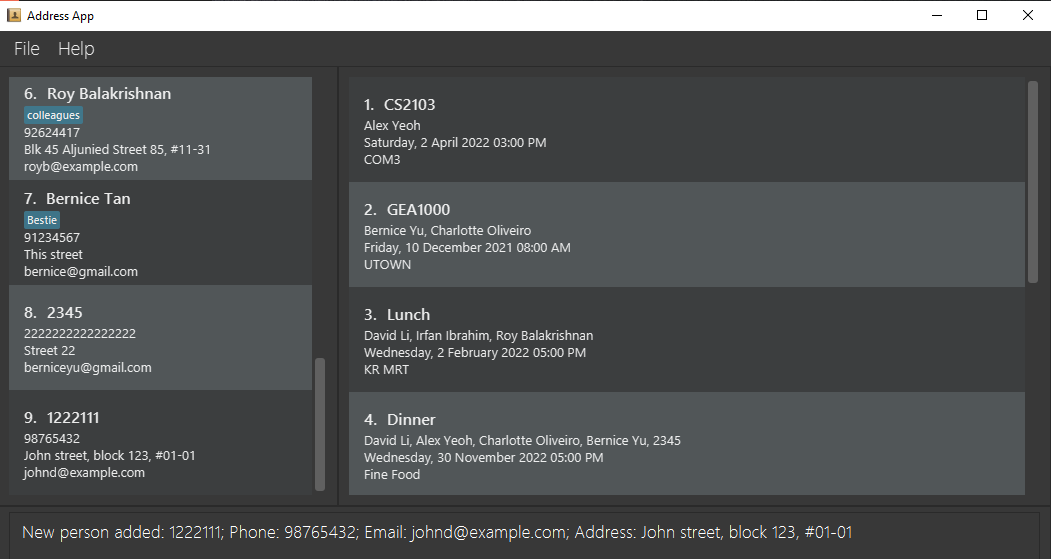 Address App
File Help
6. Roy Balakrishnan
colleagues
92624417
Blk 45 Aljunied Street 85, #11-31
royb@example.com
7. Bernice Tan
Bestie
91234567
This street
bernice@gmail.com
8. 2345
2222222222222222
Street 22
berniceyu@gmail.com
9. 1222111
98765432
John street, block 123, #01-01
johnd@example.com
1. CS2103
Alex Yeoh
Saturday, 2 April 2022 03:00 PM
COM3
2. GEA1000
Bernice Yu, Charlotte Oliveiro
Friday, 10 December 2021 08:00 AM
UTOWN
3. Lunch
David Li, Irfan Ibrahim, Roy Balakrishnan
Wednesday, 2 February 2022 05:00 PM
KR MRT
4. Dinner
David Li, Alex Yeoh, Charlotte Oliveiro, Bernice Yu, 2345
Wednesday, 30 November 2022 05:00 PM
Fine Food
New person added: 1222111; Phone: 98765432; Email: johnd@example.com; Address: John street, block 123, #01-01